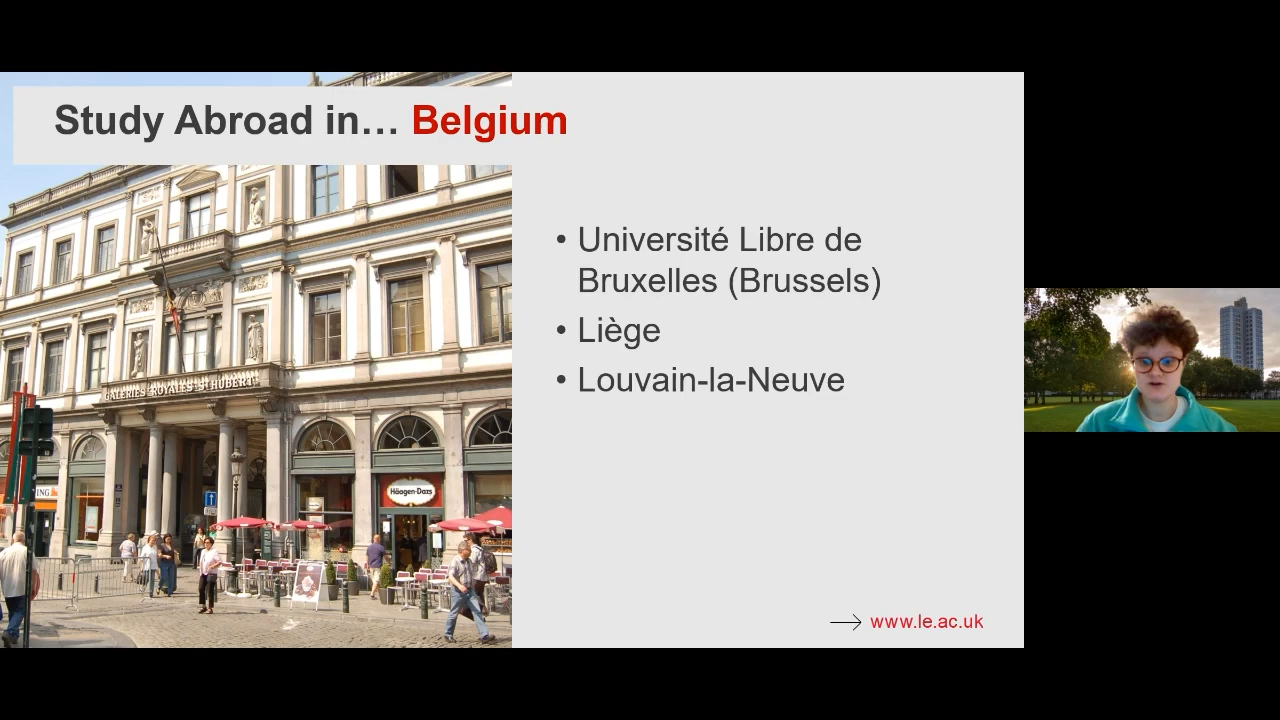 Study Abroad in… Belgium
• Université Libre de
Bruxelles (Brussels)
• Liège
• Louvain-la-Neuve
GALERIES ROYALES ST HUBERT
ING
Häagen-Dazs
www.le.ac.uk